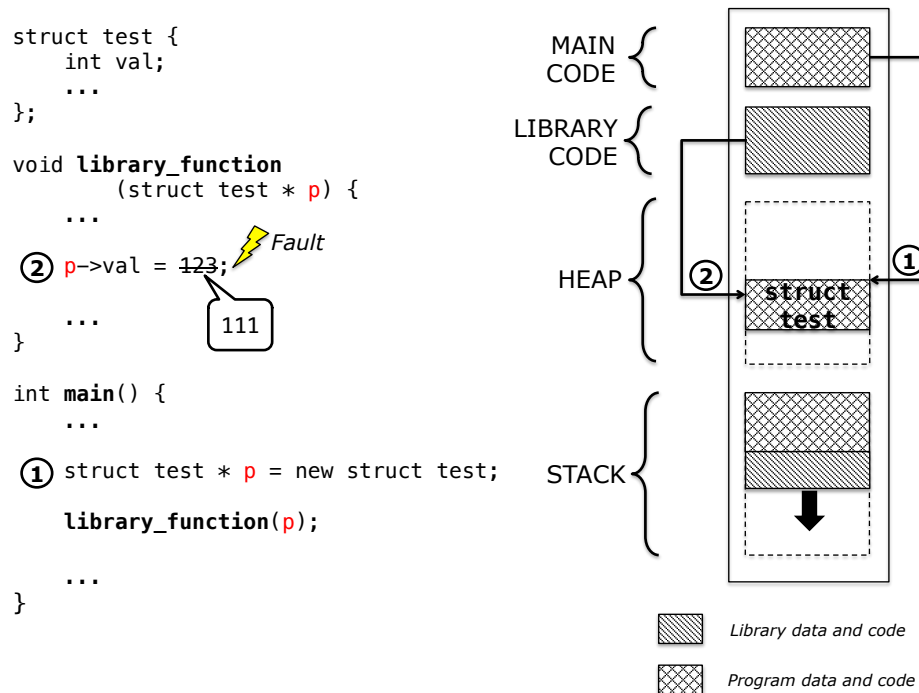 struct test {
    int val;
    ...
};
void library_function
        (struct test * p) {
    ...
② p->val = 123;
Fault
111
    ...
}
int main() {
    ...
① struct test * p = new struct test;
    library_function(p);
    ...
}
MAIN
CODE
LIBRARY
CODE
HEAP
②
①
struct
test
STACK
Library data and code
Program data and code